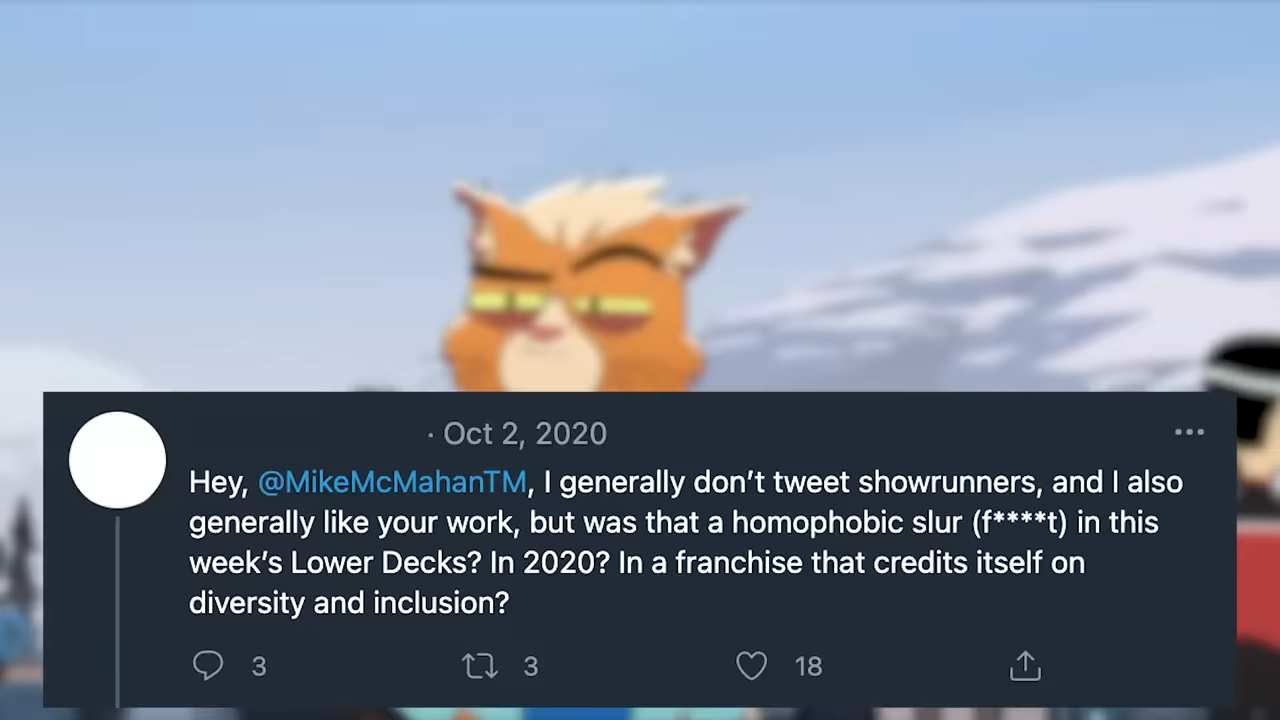 · Oct 2, 2020
Hey, @MikeMcMahanTM, I generally don’t tweet showrunners, and I also
generally like your work, but was that a homophobic slur (f****t) in this
week’s Lower Decks? In 2020? In a franchise that credits itself on
diversity and inclusion?
3 3 18